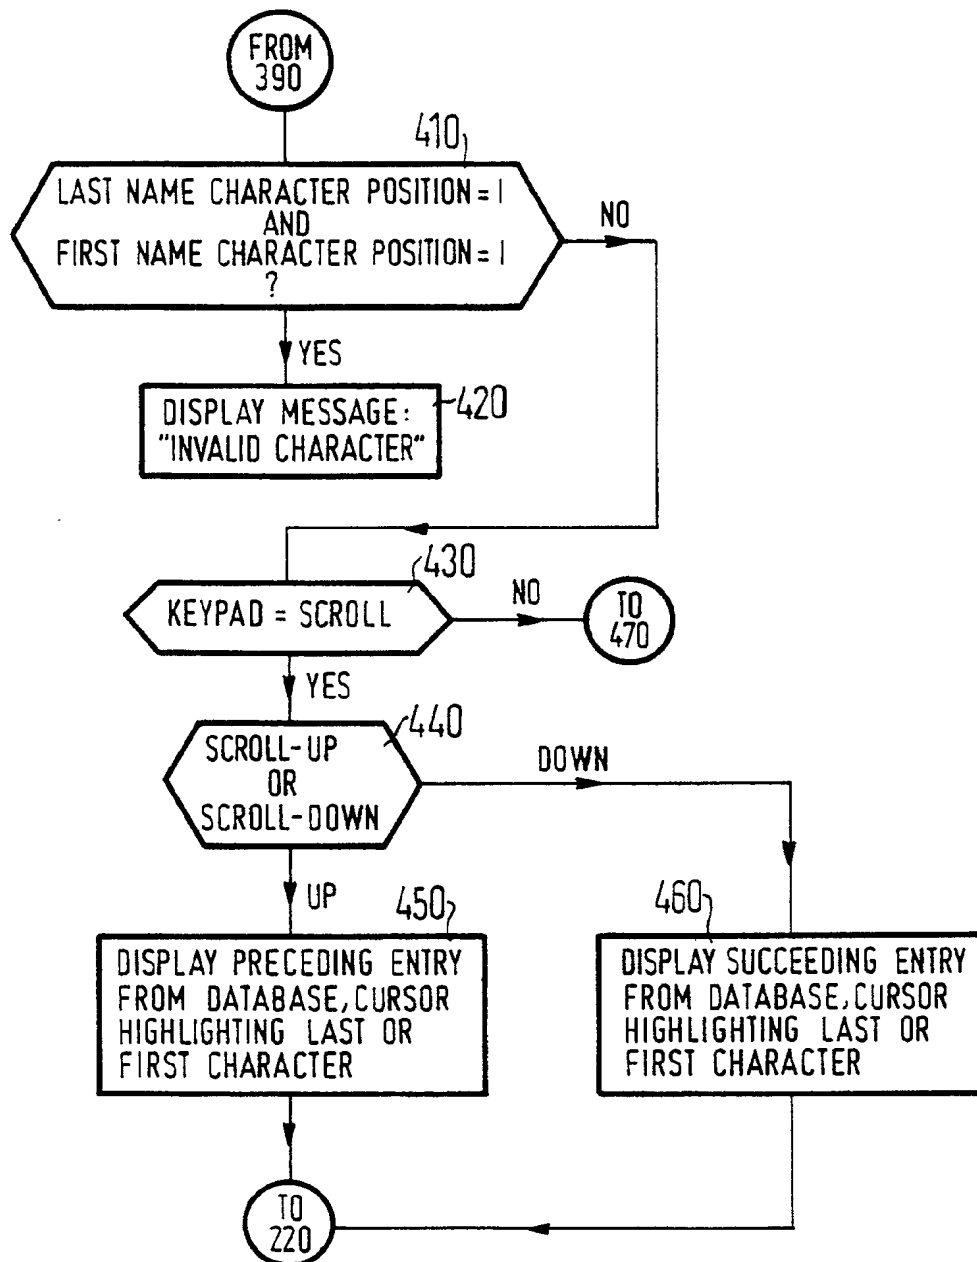 FROM
390
410
LAST NAME CHARACTER POSITION = 1
AND
FIRST NAME CHARACTER POSITION = 1
?
NO
YES
420
DISPLAY MESSAGE:
"INVALID CHARACTER"
430
KEYPAD = SCROLL
NO
TO
470
YES
440
SCROLL-UP
OR
SCROLL-DOWN
DOWN
UP
450
DISPLAY PRECEDING ENTRY
FROM DATABASE, CURSOR
HIGHLIGHTING LAST OR
FIRST CHARACTER
460
DISPLAY SUCCEEDING ENTRY
FROM DATABASE, CURSOR
HIGHLIGHTING LAST OR
FIRST CHARACTER
TO
220